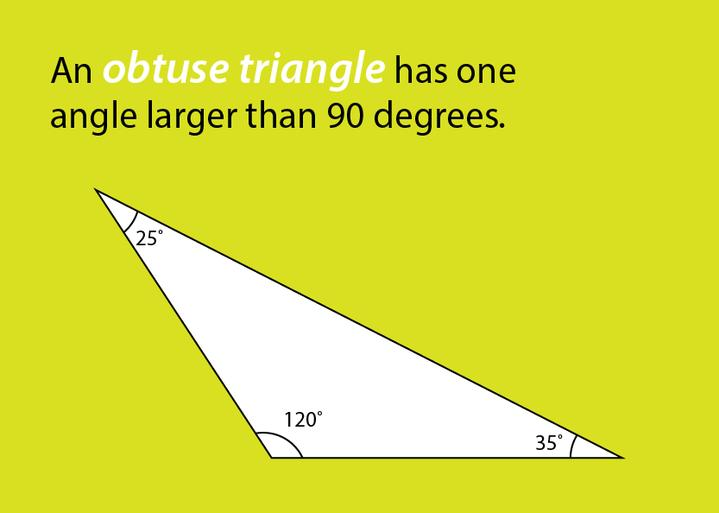 An obtuse triangle has one
angle larger than 90 degrees.
25°
120°
35°